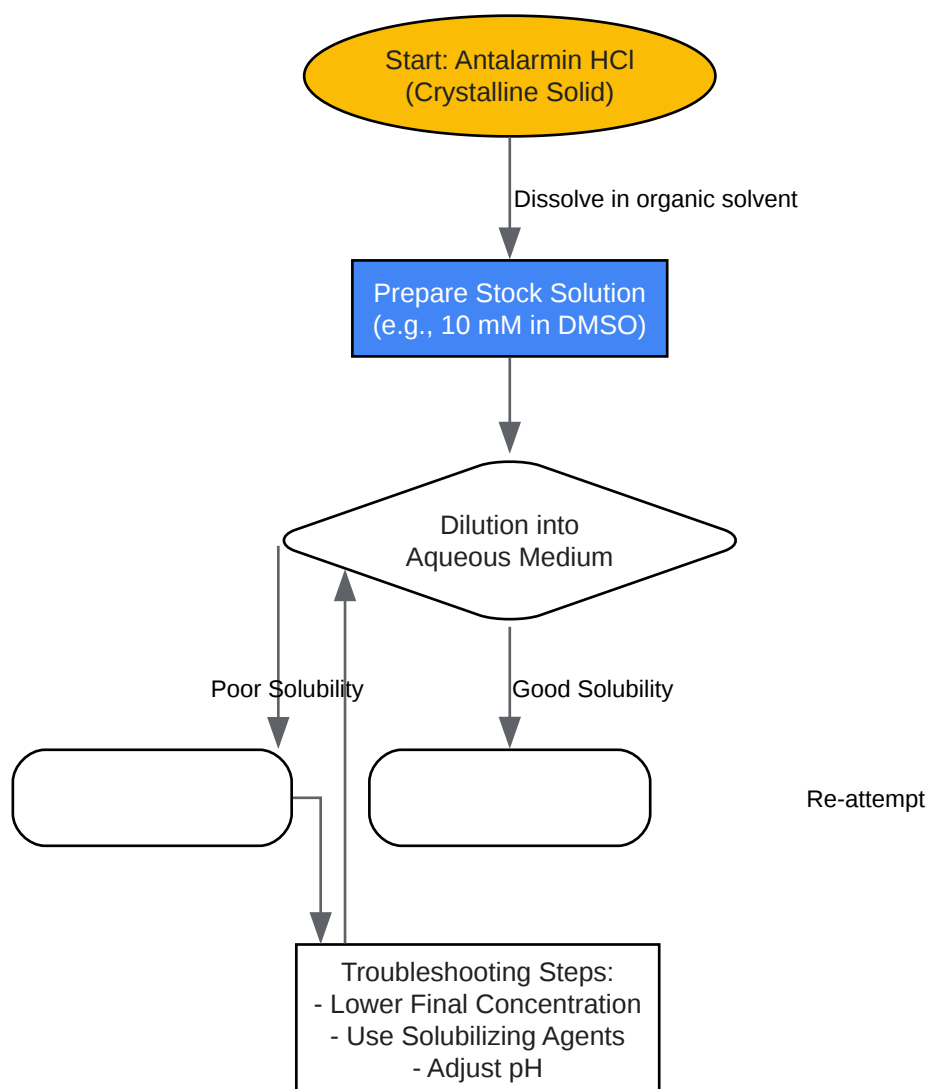 Start: Antalarmin HCl
(Crystalline Solid)
Dissolve in organic solvent
Prepare Stock Solution
(e.g., 10 mM in DMSO)
Dilution into
Aqueous Medium
Poor Solubility
Good Solubility
Re-attempt
Troubleshooting Steps:
- Lower Final Concentration
- Use Solubilizing Agents
- Adjust pH